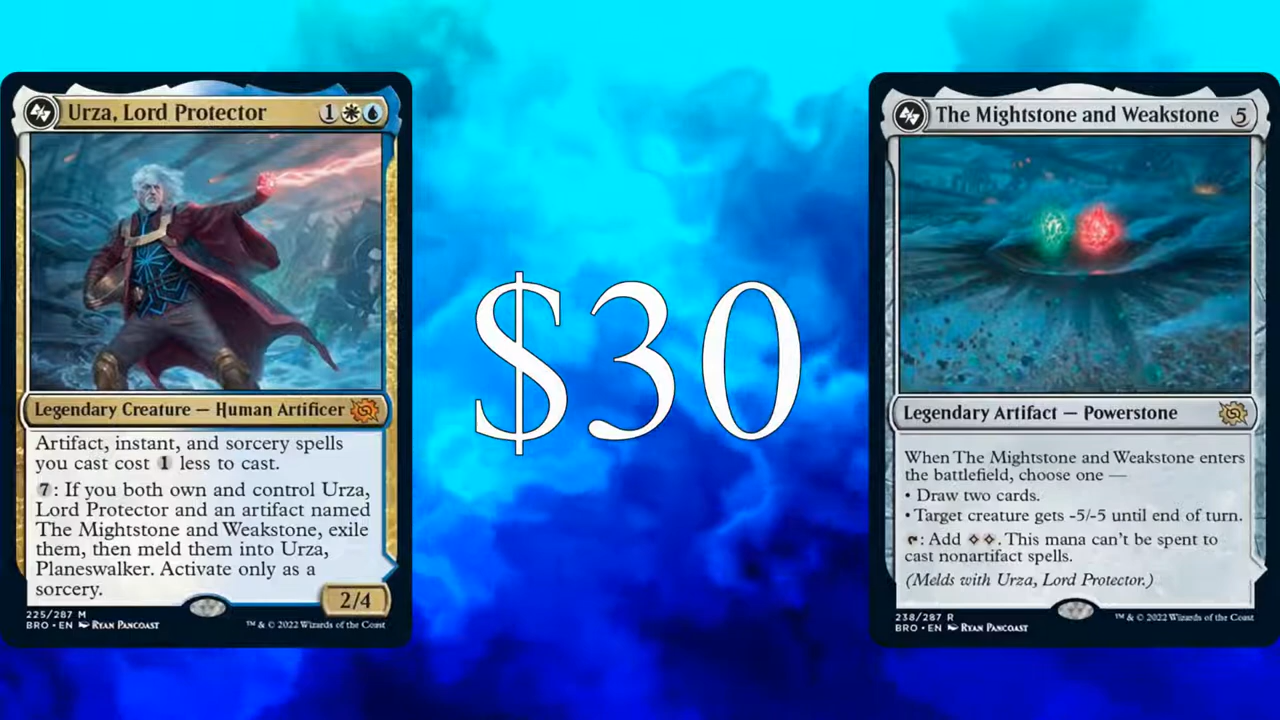 Urza, Lord Protector 1
Legendary Creature — Human Artificer
Artifact, instant, and sorcery spells
you cast cost 1 less to cast.
7: If you both own and control Urza,
Lord Protector and an artifact named
The Mightstone and Weakstone, exile
them, then meld them into Urza,
Planeswalker. Activate only as a
sorcery.
2/4
225/287 M
BRO • EN RYAN PANCOAST
™ & © 2022 Wizards of the Coast
$30
The Mightstone and Weakstone 5
Legendary Artifact — Powerstone
When The Mightstone and Weakstone enters
the battlefield, choose one —
• Draw two cards.
• Target creature gets -5/-5 until end of turn.
: Add . This mana can't be spent to
cast nonartifact spells.
(Melds with Urza, Lord Protector.)
238/287 R
BRO • EN RYAN PANCOAST
™ & © 2022 Wizards of the Coast